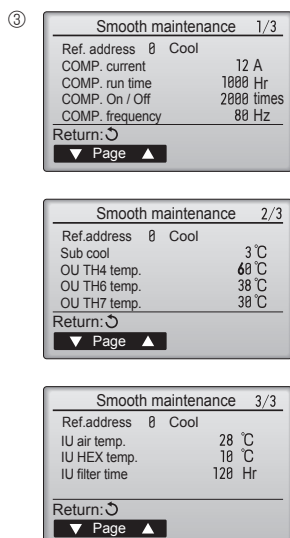 ③
Smooth maintenance 1/3
Ref. address 0 Cool
COMP. current 12 A
COMP. run time 1000 Hr
COMP. On / Off 2000 times
COMP. frequency 80 Hz
Return:↺
▼ Page ▲
Smooth maintenance 2/3
Ref.address 0 Cool
Sub cool 3℃
OU TH4 temp. 60℃
OU TH6 temp. 38℃
OU TH7 temp. 30℃
Return:↺
▼ Page ▲
Smooth maintenance 3/3
Ref.address 0 Cool
IU air temp. 28 ℃
IU HEX temp. 10 ℃
IU filter time 120 Hr
Return:↺
▼ Page ▲